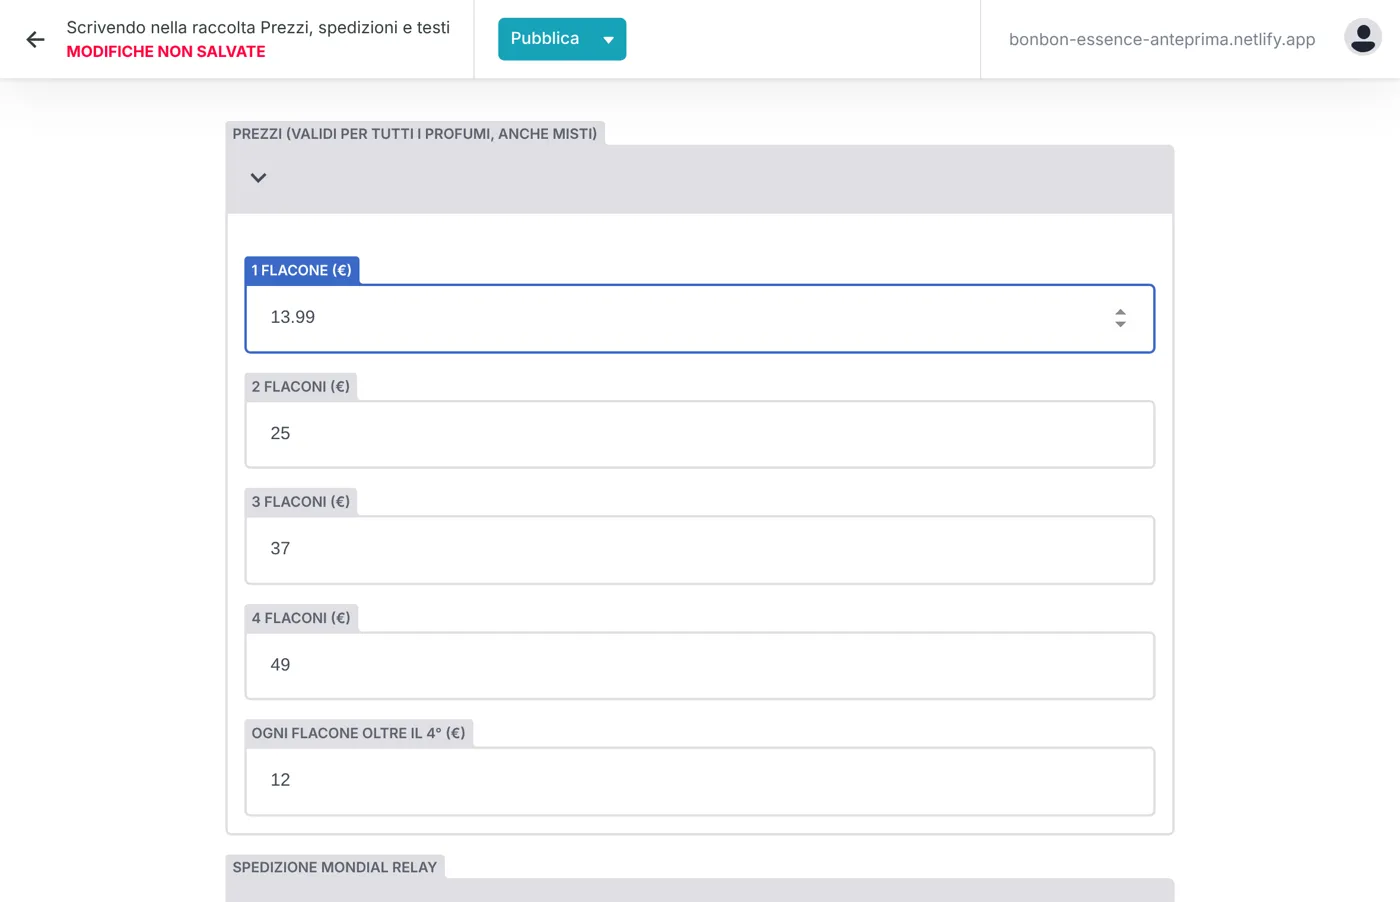 Scrivendo nella raccolta Prezzi, spedizioni e testi
MODIFICHE NON SALVATE
Pubblica
bonbon-essence-anteprima.netlify.app
PREZZI (VALIDI PER TUTTI I PROFUMI, ANCHE MISTI)
1 FLACONE (€)
13.99
2 FLACONI (€)
25
3 FLACONI (€)
37
4 FLACONI (€)
49
OGNI FLACONE OLTRE IL 4° (€)
12
SPEDIZIONE MONDIAL RELAY